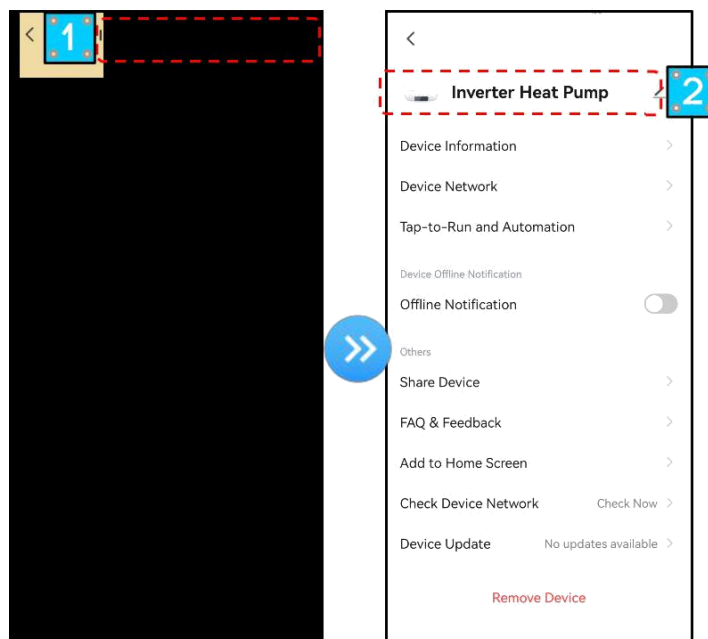 1
Inverter Heat Pump
2
Device Information
Device Network
Tap-to-Run and Automation
Device Offline Notification
Offline Notification
Others
Share Device
FAQ & Feedback
Add to Home Screen
Check Device Network Check Now
Device Update No updates available
Remove Device